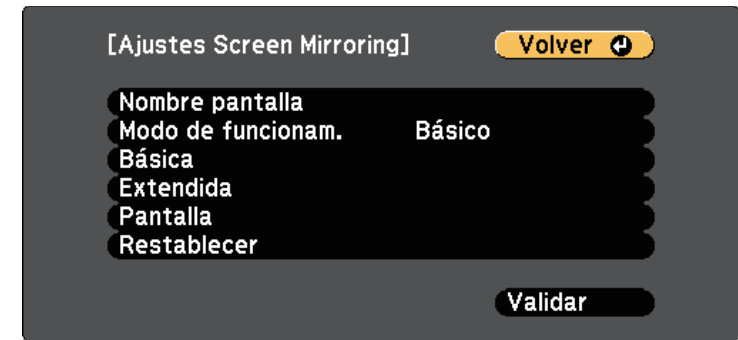 [Ajustes Screen Mirroring]
Volver
Nombre pantalla
Modo de funcionam. Básico
Básica
Extendida
Pantalla
Restablecer
Validar